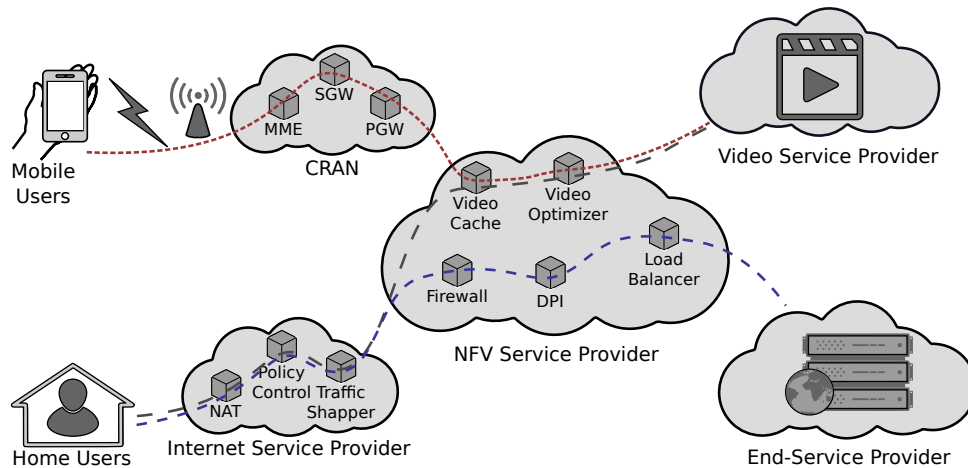 Mobile
Users
MME
SGW
PGW
CRAN
Video Service Provider
Video
Cache
Video
Optimizer
Firewall
DPI
Load
Balancer
NFV Service Provider
NAT
Policy
Control
Traffic
Shapper
Internet Service Provider
Home Users
End-Service Provider